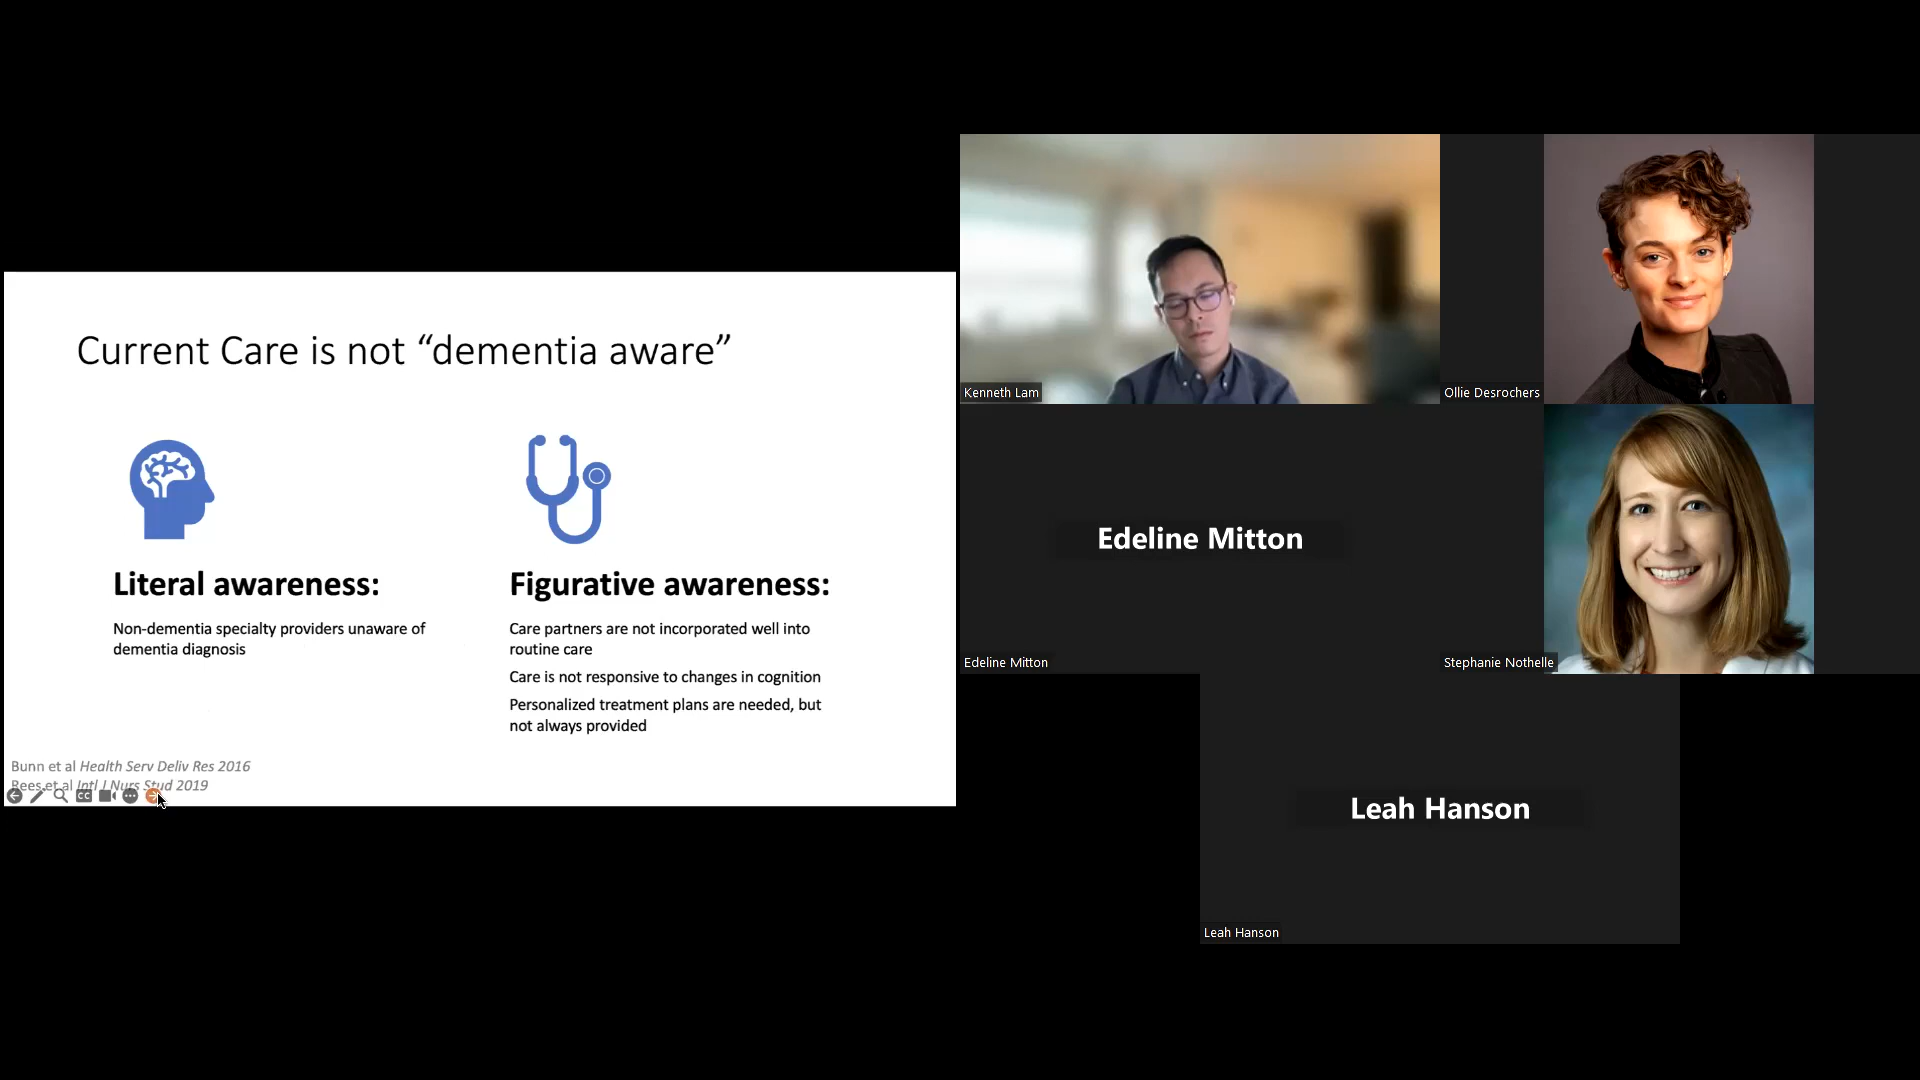 Current Care is not “dementia aware”
Literal awareness:
Non-dementia specialty providers unaware of
dementia diagnosis
Figurative awareness:
Care partners are not incorporated well into
routine care
Care is not responsive to changes in cognition
Personalized treatment plans are needed, but
not always provided
Bunn et al Health Serv Deliv Res 2016
Rees et al Intl J Nurs Stud 2019
CC
Kenneth Lam
Ollie Desrochers
Edeline Mitton
Edeline Mitton
Stephanie Nothelle
Leah Hanson
Leah Hanson